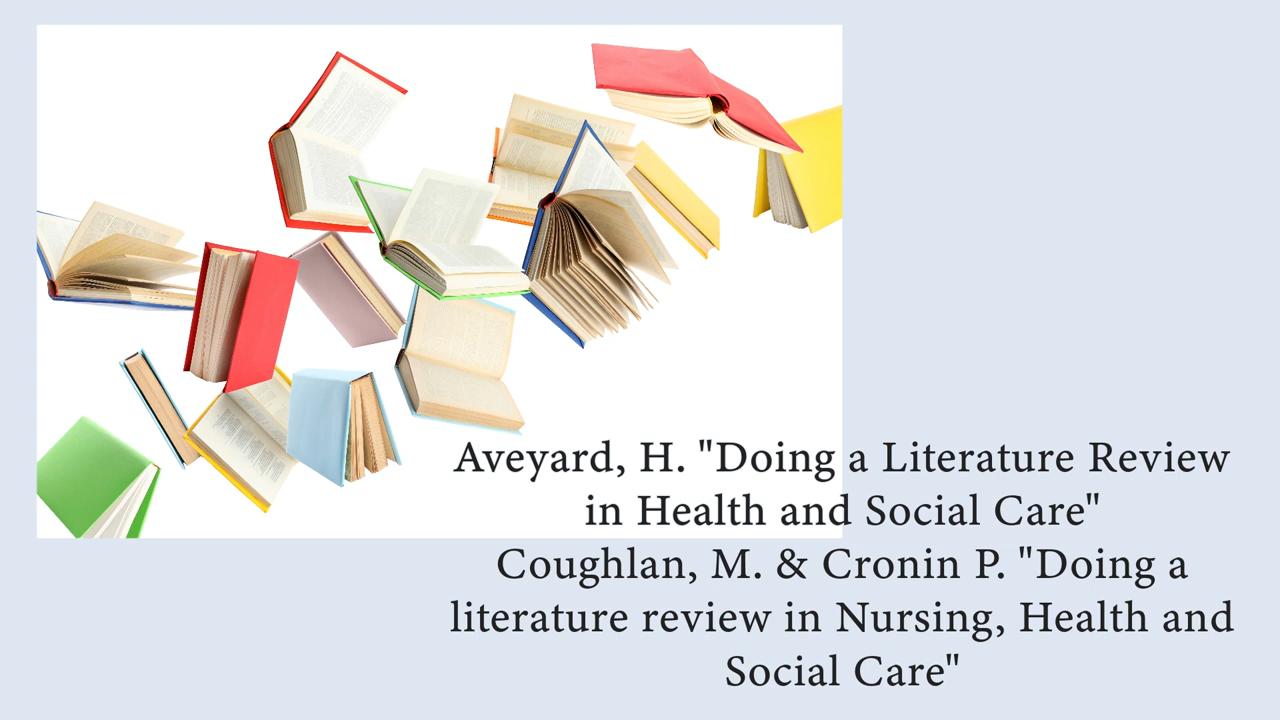 Aveyard, H. "Doing a Literature Review
in Health and Social Care"
Coughlan, M. & Cronin P. "Doing a
literature review in Nursing, Health and
Social Care"